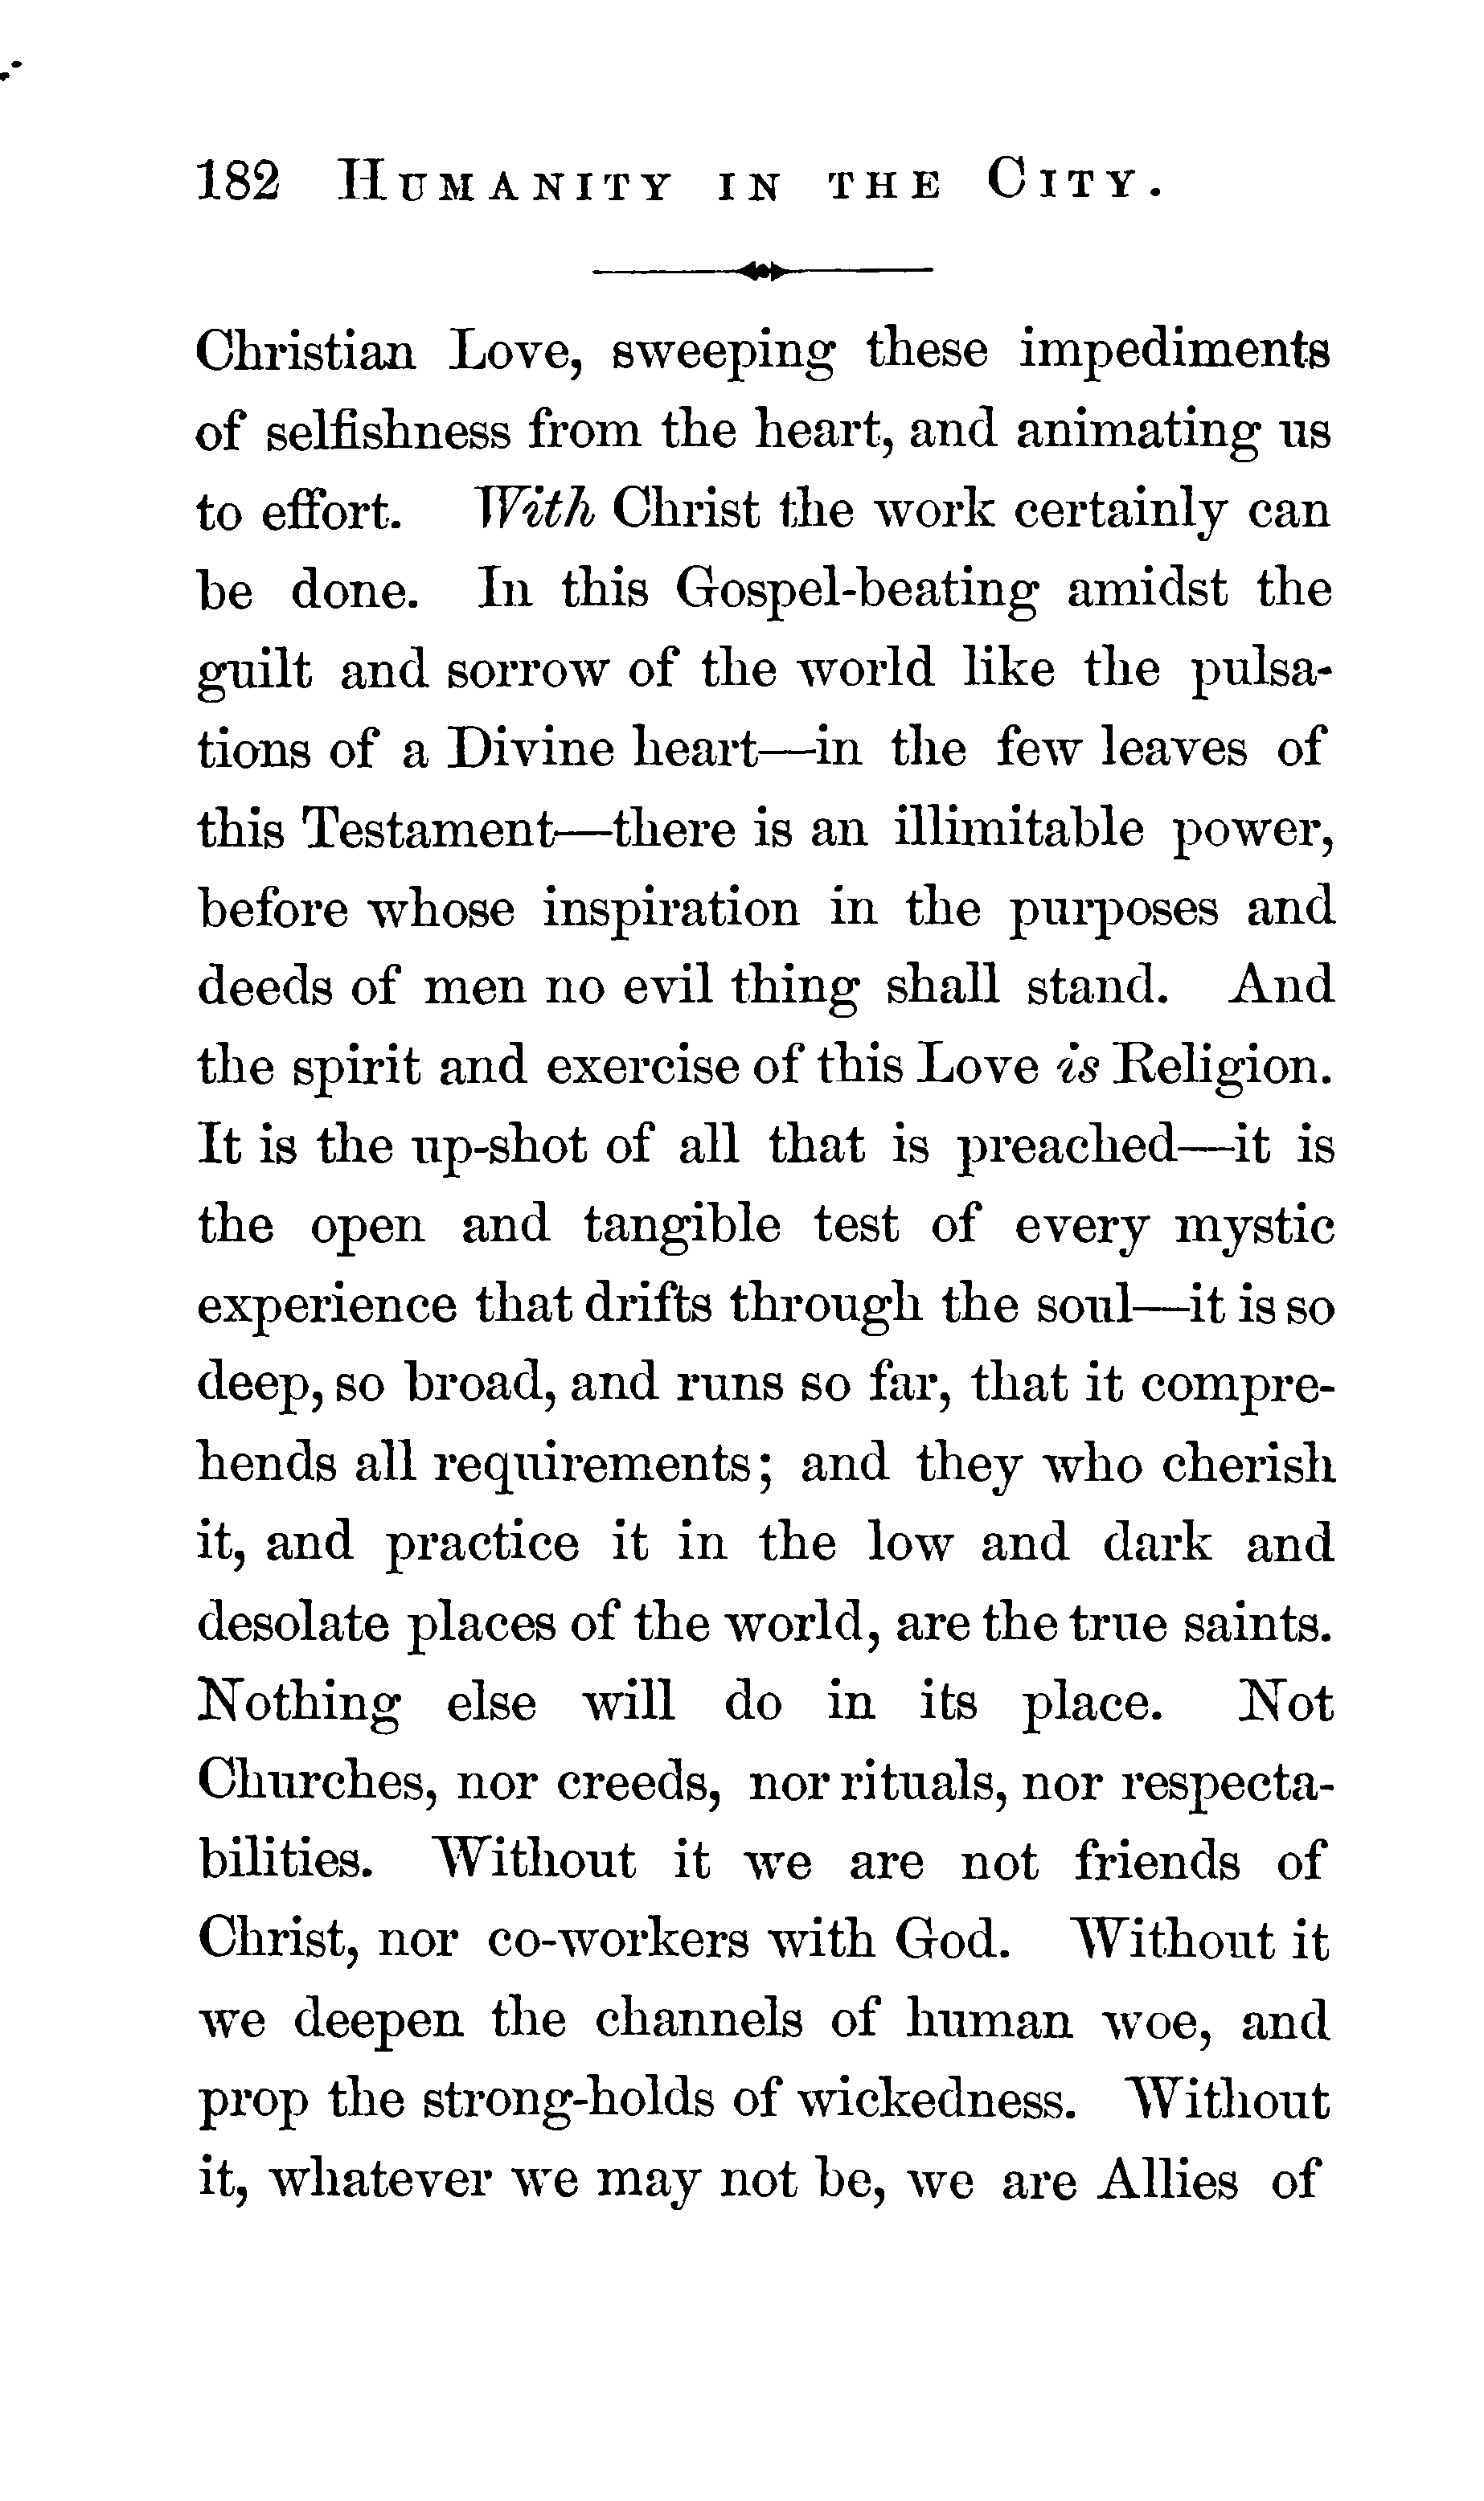 182 HUMANITY IN THE CITY.
Christian Love, sweeping these impediments
of selfishness from the heart, and animating us
to effort. With Christ the work certainly can
be done. In this Gospel-beating amidst the
guilt and sorrow of the world like the pulsa-
tions of a Divine heart—in the few leaves of
this Testament—there is an illimitable power,
before whose inspiration in the purposes and
deeds of men no evil thing shall stand. And
the spirit and exercise of this Love is Religion.
It is the up-shot of all that is preached—it is
the open and tangible test of every mystic
experience that drifts through the soul—it is so
deep, so broad, and runs so far, that it compre-
hends all requirements; and they who cherish
it, and practice it in the low and dark and
desolate places of the world, are the true saints.
Nothing else will do in its place. Not
Churches, nor creeds, nor rituals, nor respecta-
bilities. Without it we are not friends of
Christ, nor co-workers with God. Without it
we deepen the channels of human woe, and
prop the strong-holds of wickedness. Without
it, whatever we may not be, we are Allies of